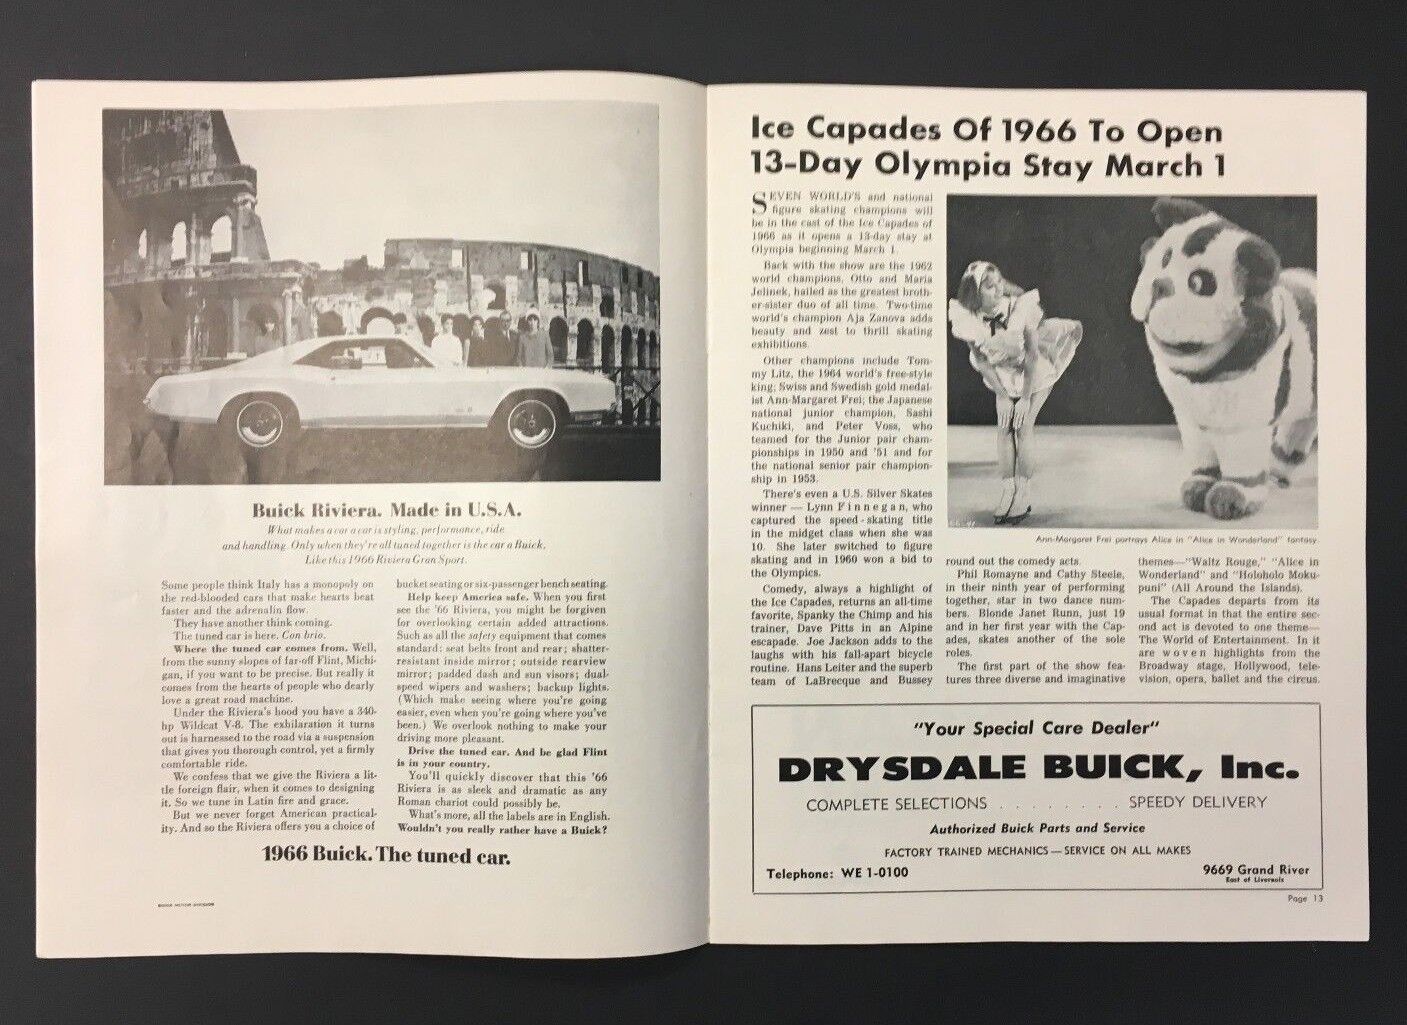 Buick Riviera. Made in U.S.A.
What makes a car a car is styling, performance, ride
and handling. Only when they're all tuned together is the car a Buick.
Like this 1966 Riviera Gran Sport.
Some people think Italy has a monopoly on
the red-blooded cars that make hearts beat
faster and the adrenalin flow.
They have another think coming.
The tuned car is here. Con brio.
Where the tuned car comes from. Well,
from the sunny slopes of far-off Flint, Michi-
gan, if you want to be precise. But really it
comes from the hearts of people who dearly
love a great road machine.
Under the Riviera's hood you have a 340-
hp Wildcat V-8. The exhilaration it turns
out is harnessed to the road via a suspension
that gives you thorough control, yet a firmly
comfortable ride.
We confess that we give the Riviera a lit-
tle foreign flair, when it comes to designing
it. So we tune in Latin fire and grace.
But we never forget American practical-
ity. And so the Riviera offers you a choice of
bucket seating or six-passenger bench seating.
Help keep America safe. When you first
see the '66 Riviera, you might be forgiven
for overlooking certain added attractions.
Such as all the safety equipment that comes
standard: seat belts front and rear; shatter-
resistant inside mirror; outside rearview
mirror; padded dash and sun visors; dual-
speed wipers and washers; backup lights.
(Which make seeing where you're going
easier, even when you're going where you've
been.) We overlook nothing to make your
driving more pleasant.
Drive the tuned car. And be glad Flint
is in your country.
You'll quickly discover that this '66
Riviera is as sleek and dramatic as any
Roman chariot could possibly be.
What's more, all the labels are in English.
Wouldn't you really rather have a Buick?
1966 Buick. The tuned car.
BUICK MOTOR DIVISION
Ice Capades Of 1966 To Open
13-Day Olympia Stay March 1
SEVEN WORLD'S and national
figure skating champions will
be in the cast of the Ice Capades of
1966 as it opens a 13-day stay at
Olympia beginning March 1.
Back with the show are the 1962
world champions, Otto and Maria
Jelinek, hailed as the greatest broth-
er-sister duo of all time. Two-time
world's champion Aja Zanova adds
beauty and zest to thrill skating
exhibitions.
Other champions include Tom-
my Litz, the 1964 world's free-style
king; Swiss and Swedish gold medal-
ist Ann-Margaret Frei; the Japanese
national junior champion, Sashi
Kuchiki, and Peter Voss, who
teamed for the Junior pair cham-
pionships in 1950 and '51 and for
the national senior pair champion-
ship in 1953.
There's even a U.S. Silver Skates
winner — Lynn Finnegan, who
captured the speed-skating title
in the midget class when she was
10. She later switched to figure
skating and in 1960 won a bid to
the Olympics.
Comedy, always a highlight of
the Ice Capades, returns an all-time
favorite, Spanky the Chimp and his
trainer, Dave Pitts in an Alpine
escapade. Joe Jackson adds to the
laughs with his fall-apart bicycle
routine. Hans Leiter and the superb
team of LaBrecque and Bussey
Ann-Margaret Frei portrays Alice in "Alice in Wonderland" fantasy.
round out the comedy acts.
Phil Romayne and Cathy Steele,
in their ninth year of performing
together, star in two dance num-
bers. Blonde Janet Runn, just 19
and in her first year with the Cap-
ades, skates another of the sole
roles.
The first part of the show fea-
tures three diverse and imaginative
themes—"Waltz Rouge," "Alice in
Wonderland" and "Holoholo Moku-
puni" (All Around the Islands).
The Capades departs from its
usual format in that the entire sec-
ond act is devoted to one theme—
The World of Entertainment. In it
are woven highlights from the
Broadway stage, Hollywood, tele-
vision, opera, ballet and the circus.
"Your Special Care Dealer"
DRYSDALE BUICK, Inc.
COMPLETE SELECTIONS . . . . . . . . SPEEDY DELIVERY
Authorized Buick Parts and Service
FACTORY TRAINED MECHANICS — SERVICE ON ALL MAKES
Telephone: WE 1-0100
9669 Grand River
East of Livernois
Page 13